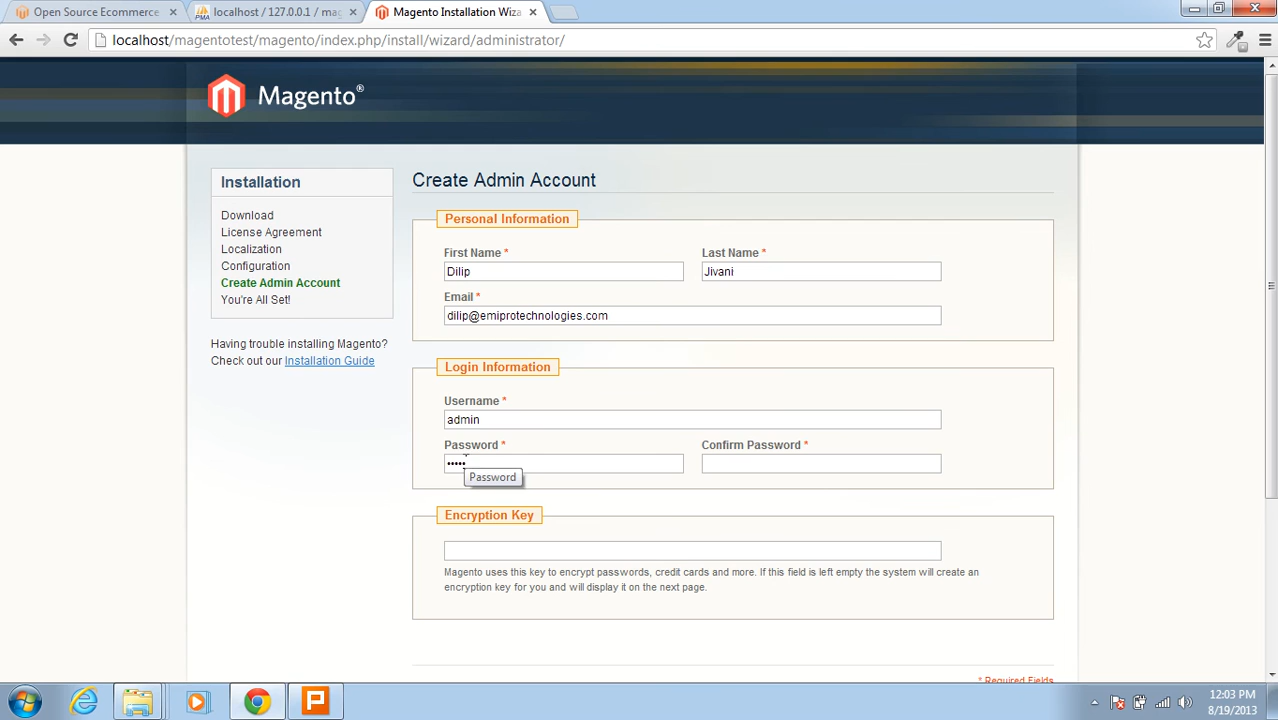 Open Source Ecommerce
localhost / 127.0.0.1 / mag
Magento Installation Wiza
localhost/magentotest/magento/index.php/install/wizard/administrator/
Magento®
Installation
Download
License Agreement
Localization
Configuration
Create Admin Account
You're All Set!
Having trouble installing Magento?
Check out our Installation Guide
Create Admin Account
Personal Information
First Name *
Last Name *
Dilip
Jivani
Email *
dilip@emiprotechnologies.com
Login Information
Username *
admin
Password *
Confirm Password *
•••••
Password
Encryption Key
Magento uses this key to encrypt passwords, credit cards and more. If this field is left empty the system will create an
encryption key for you and will display it on the next page.
* Required Fields
12:03 PM
8/19/2013